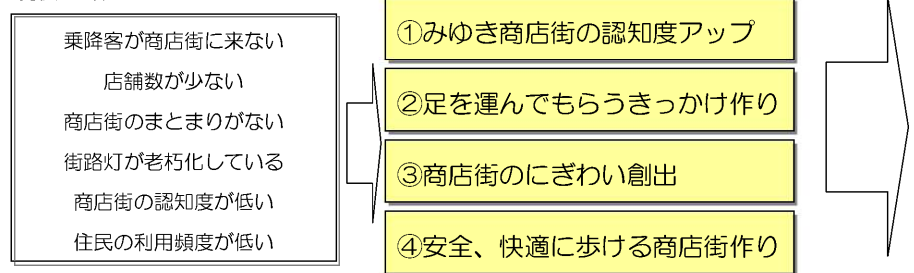 乗降客が商店街に来ない
店舗数が少ない
商店街のまとまりがない
街路灯が老朽化している
商店街の認知度が低い
住民の利用頻度が低い
①みゆき商店街の認知度アップ
②足を運んでもらうきっかけ作り
③商店街のにぎわい創出
④安全、快適に歩ける商店街作り